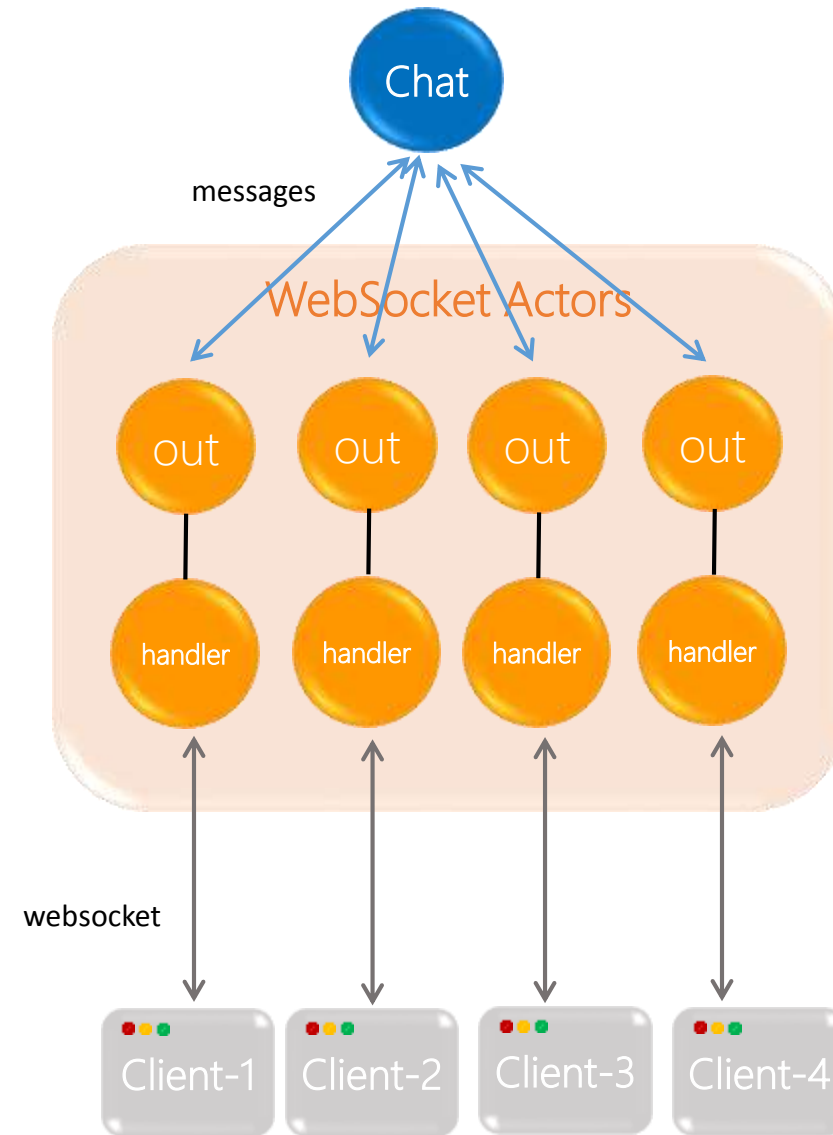 Chat
messages
WebSocket Actors
out
out
out
out
handler
handler
handler
handler
websocket
Client-1
Client-2
Client-3
Client-4